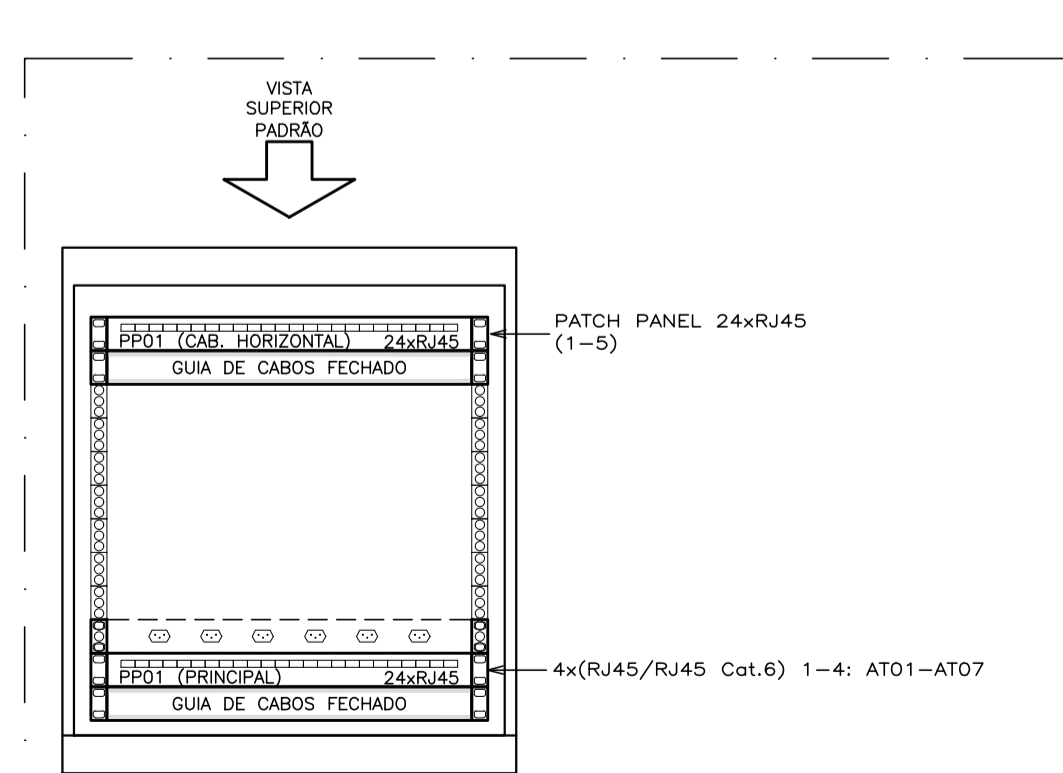 VISTA
SUPERIOR
PADRÃO
PP01 (CAB. HORIZONTAL) 24xRJ45
PATCH PANEL 24xRJ45
(1-5)
GUIA DE CABOS FECHADO
PP01 (PRINCIPAL) 24xRJ45
4x(RJ45/RJ45 Cat.6) 1-4: AT01-AT07
GUIA DE CABOS FECHADO